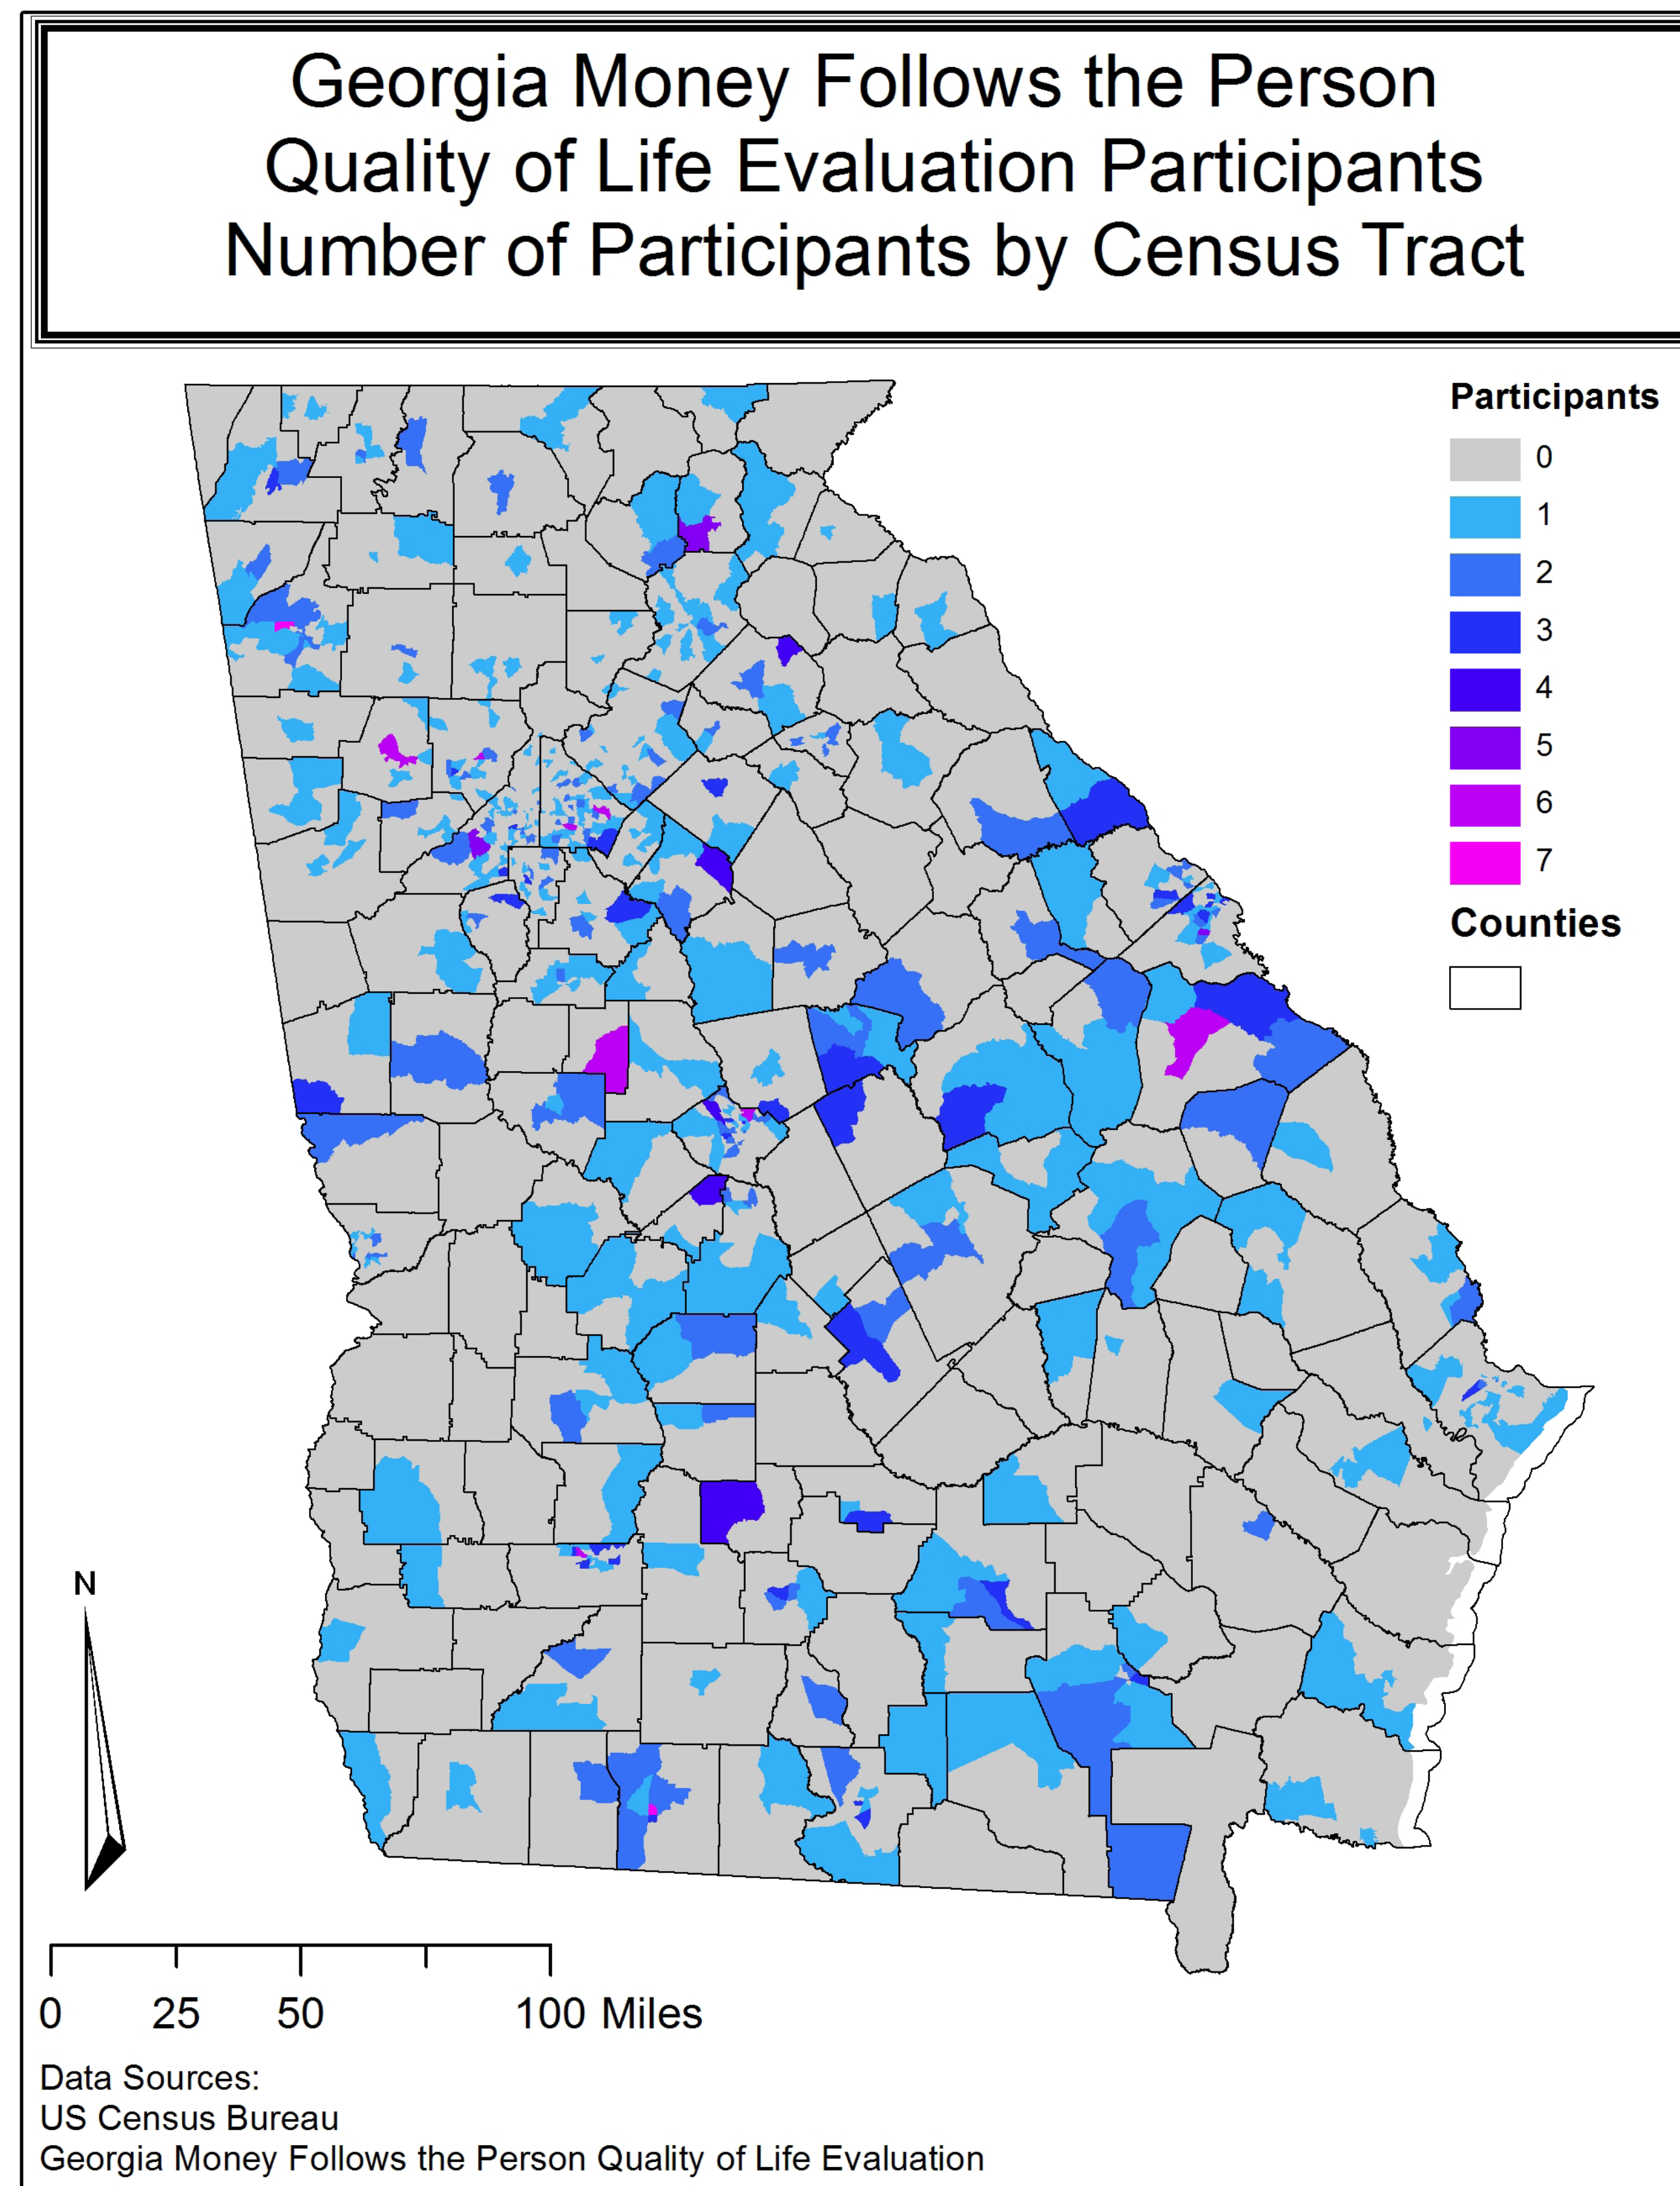 Georgia Money Follows the Person
Quality of Life Evaluation Participants
Number of Participants by Census Tract
Participants
0
1
2
3
4
5
6
7
Counties
N
0 25 50 100 Miles
Data Sources:
US Census Bureau
Georgia Money Follows the Person Quality of Life Evaluation